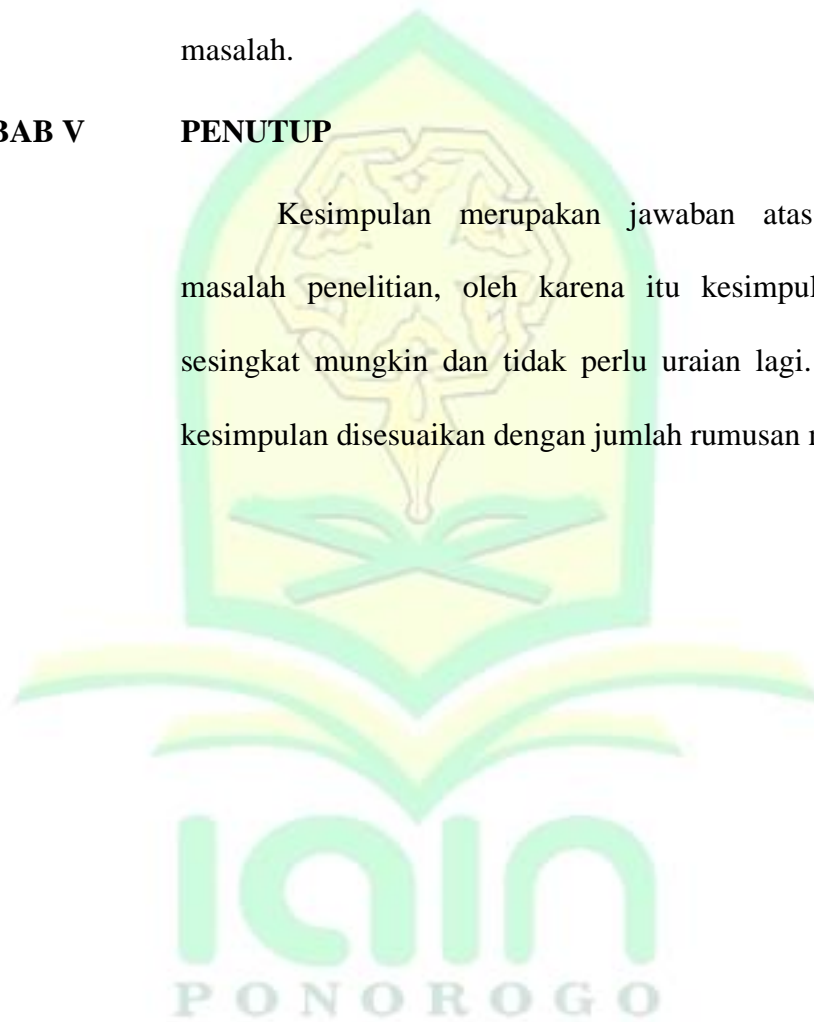 masalah.
BAB V PENUTUP
Kesimpulan merupakan jawaban atas
masalah penelitian, oleh karena itu
sesingkat mungkin dan tidak perlu uraian lagi.
kesimpulan disesuaikan dengan jumlah rumusan
iain
PONOROGO